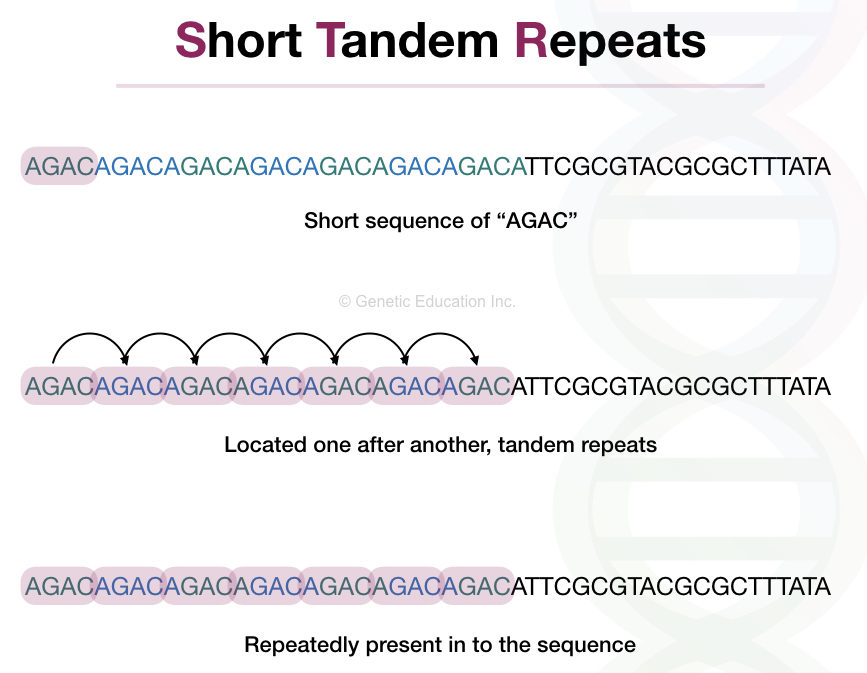 Short Tandem Repeats
AGACAGACAGACAGACAGACAGACAGACATTCGCGTACGCGCTTTATA
Short sequence of “AGAC”
© Genetic Education Inc.
AGACAGACAGACAGACAGACAGACAGACATTCGCGTACGCGCTTTATA
Located one after another, tandem repeats
AGACAGACAGACAGACAGACAGACAGACATTCGCGTACGCGCTTTATA
Repeatedly present in to the sequence